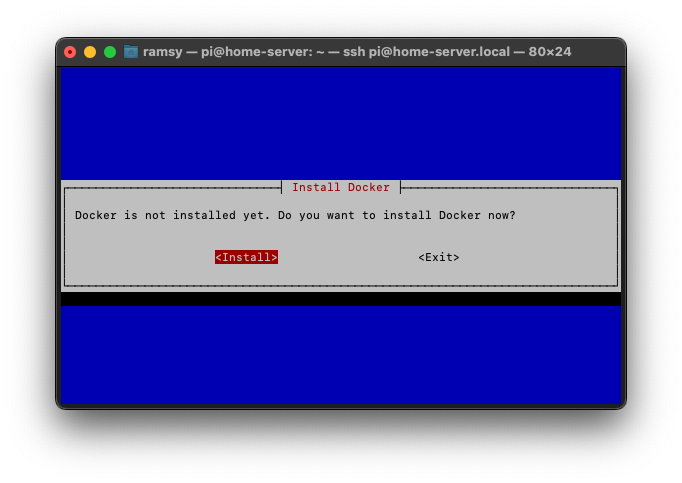 ramsy — pi@home-server: ~ — ssh pi@home-server.local — 80×24
Install Docker
Docker is not installed yet. Do you want to install Docker now?
<Install> <Exit>